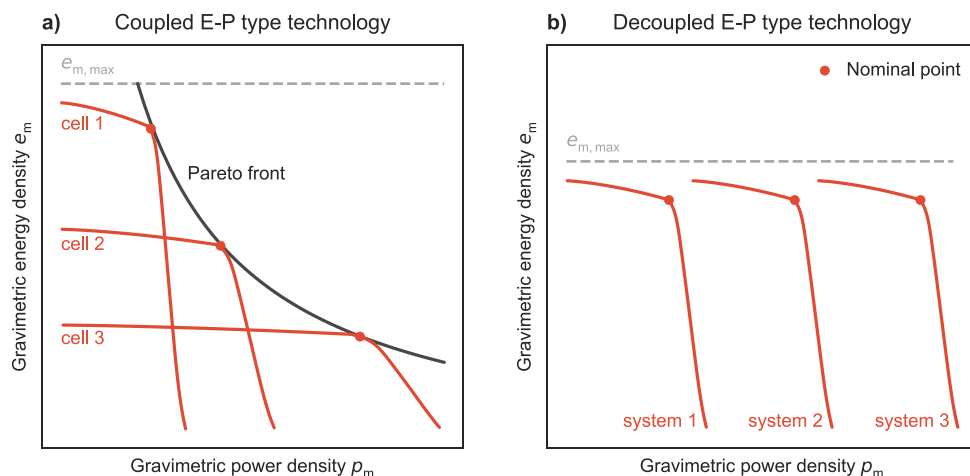 a)
Coupled E-P type technology
e_m, max
cell 1
Pareto front
cell 2
cell 3
Gravimetric energy density e_m
Gravimetric power density p_m
b)
Decoupled E-P type technology
Nominal point
e_m, max
system 1
system 2
system 3
Gravimetric energy density e_m
Gravimetric power density p_m